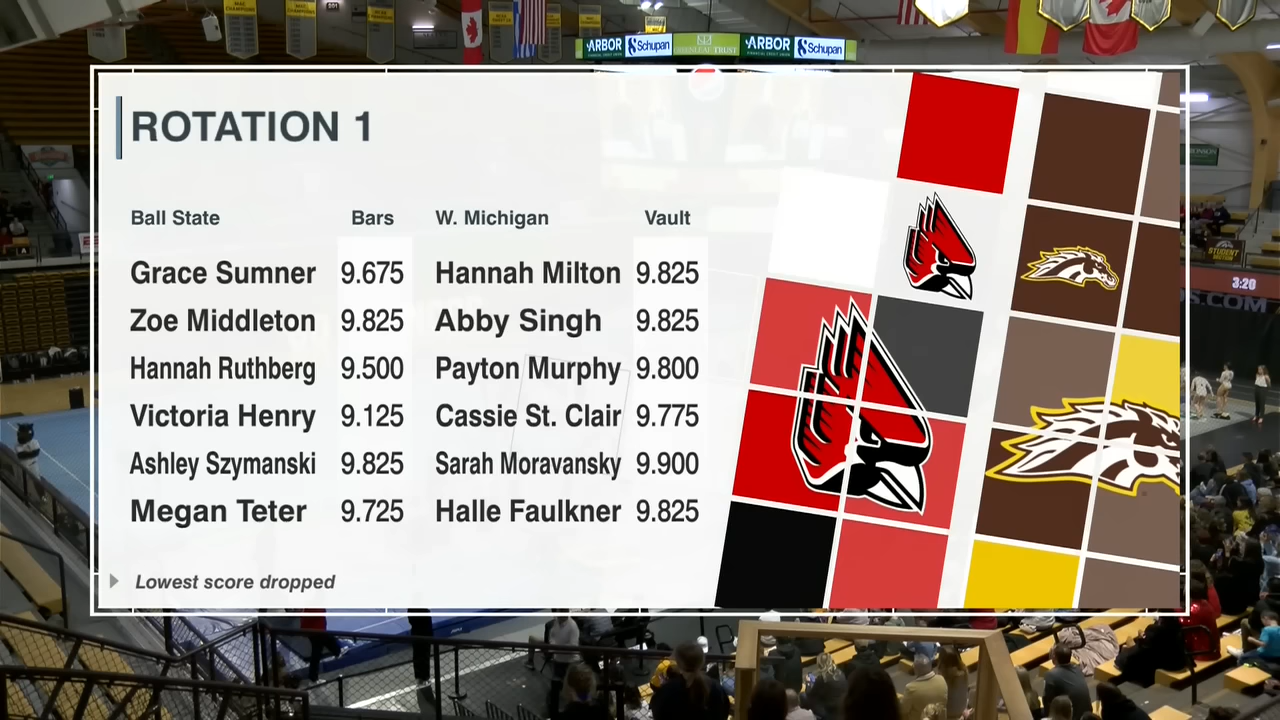 ARBOR Schupan ARBOR Schupan
ROTATION 1
Ball State Bars W. Michigan Vault
Grace Sumner 9.675 Hannah Milton 9.825
Zoe Middleton 9.825 Abby Singh 9.825
Hannah Ruthberg 9.500 Payton Murphy 9.800
Victoria Henry 9.125 Cassie St. Clair 9.775
Ashley Szymanski 9.825 Sarah Moravansky 9.900
Megan Teter 9.725 Halle Faulkner 9.825
Lowest score dropped
STUDENT
SECTION
3:20
S.COM